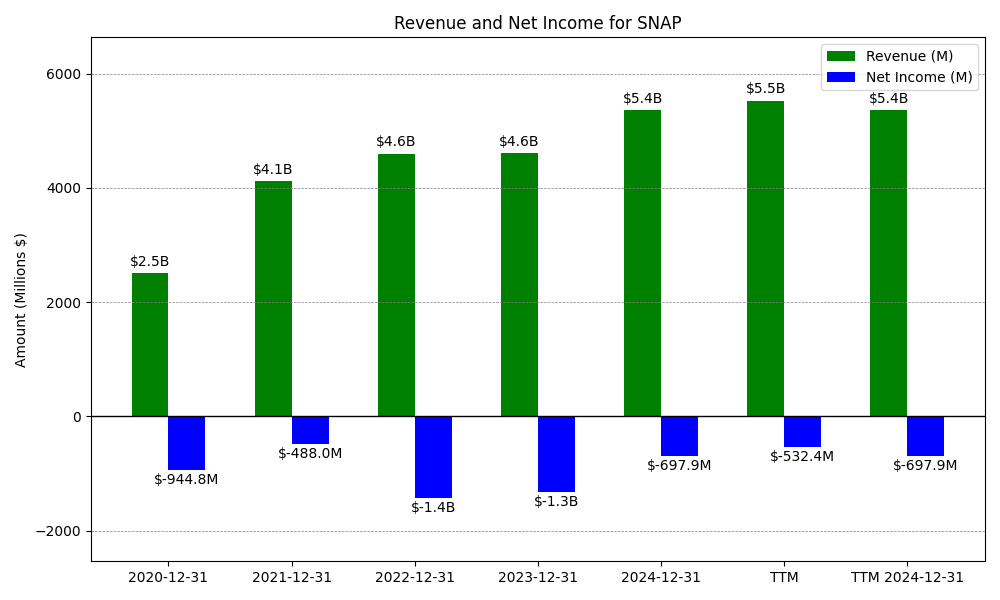 Revenue and Net Income for SNAP
Revenue (M)
Net Income (M)
Amount (Millions $)
6000
4000
2000
0
−2000
$2.5B
$4.1B
$4.6B
$4.6B
$5.4B
$5.5B
$5.4B
$-944.8M
$-488.0M
$-1.4B
$-1.3B
$-697.9M
$-532.4M
$-697.9M
2020-12-31
2021-12-31
2022-12-31
2023-12-31
2024-12-31
TTM
TTM 2024-12-31